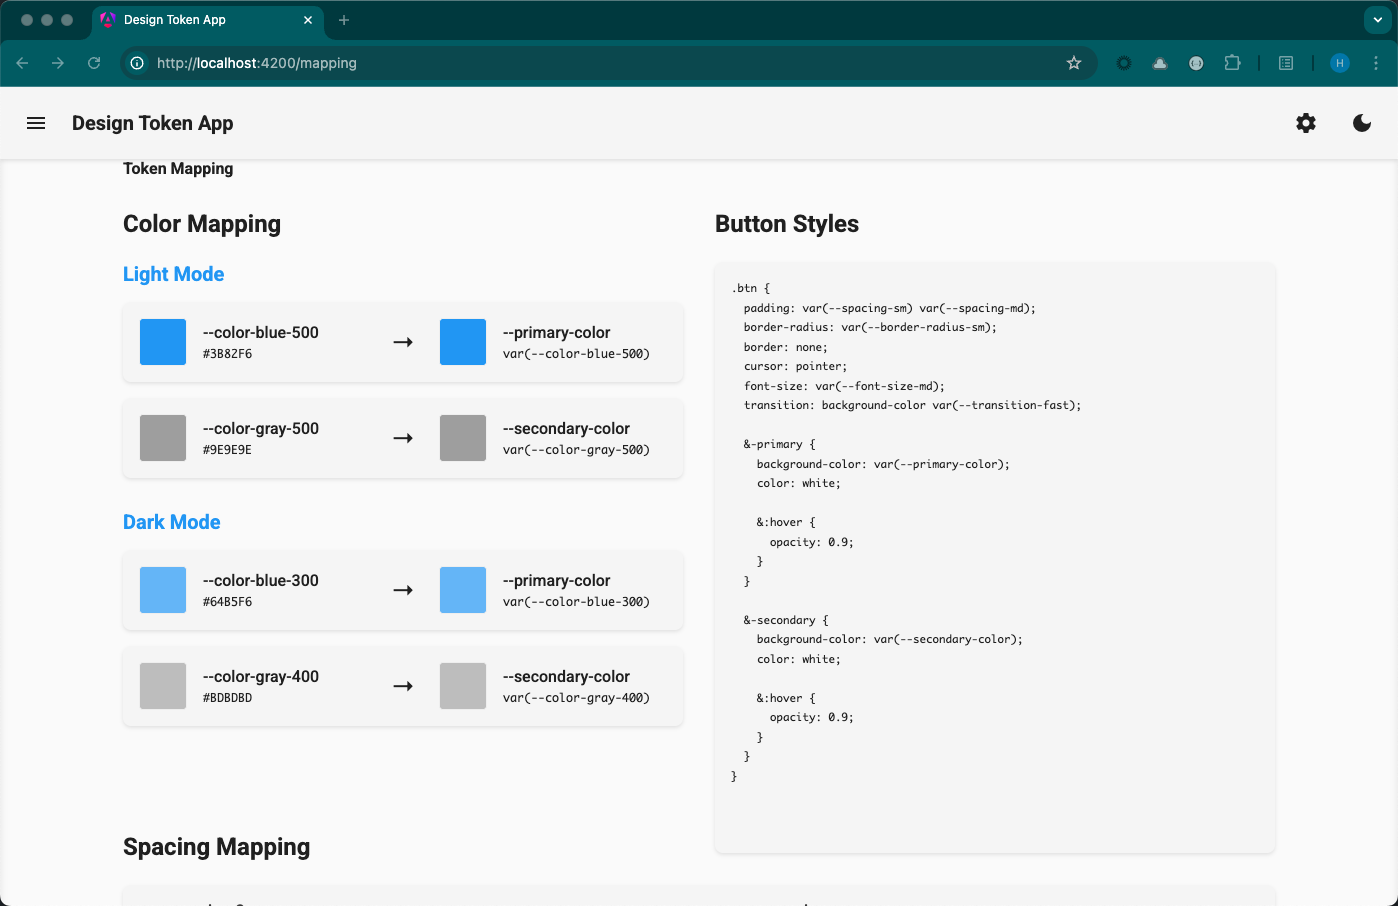 Design Token App
http://localhost:4200/mapping
H
Design Token App
Token Mapping
Color Mapping
Light Mode
--color-blue-500
#3B82F6
→
--primary-color
var(--color-blue-500)
--color-gray-500
#9E9E9E
→
--secondary-color
var(--color-gray-500)
Dark Mode
--color-blue-300
#64B5F6
→
--primary-color
var(--color-blue-300)
--color-gray-400
#BDBDBD
→
--secondary-color
var(--color-gray-400)
Button Styles
.btn {
  padding: var(--spacing-sm) var(--spacing-md);
  border-radius: var(--border-radius-sm);
  border: none;
  cursor: pointer;
  font-size: var(--font-size-md);
  transition: background-color var(--transition-fast);

  &-primary {
    background-color: var(--primary-color);
    color: white;

    &:hover {
      opacity: 0.9;
    }
  }

  &-secondary {
    background-color: var(--secondary-color);
    color: white;

    &:hover {
      opacity: 0.9;
    }
  }
}
Spacing Mapping